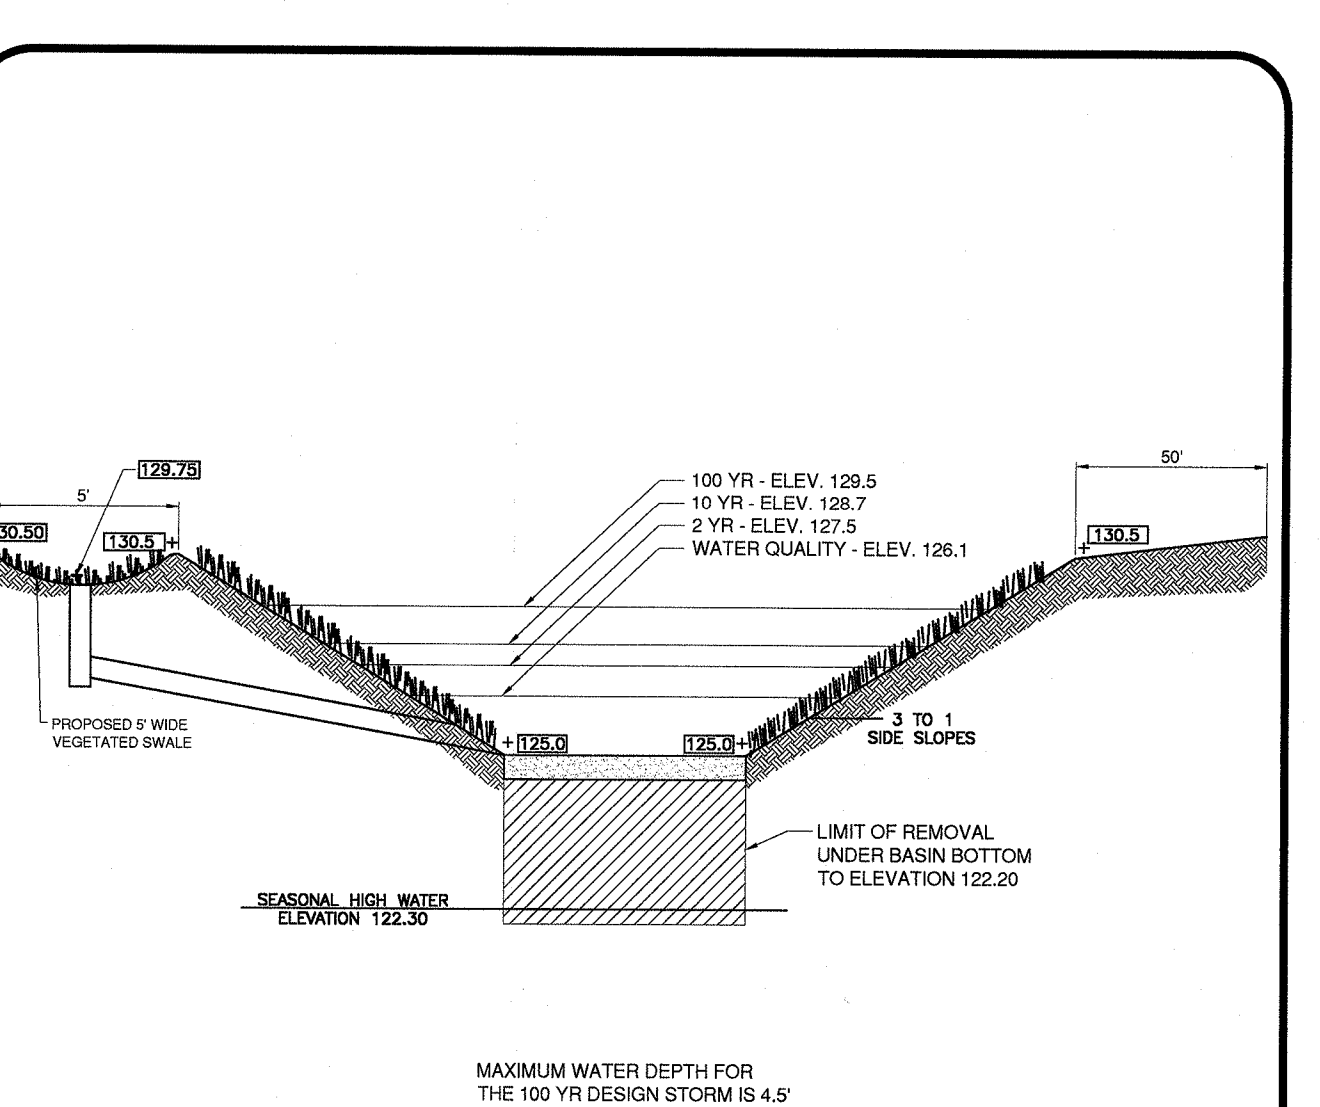 129.75
5'
30.50
130.5
100 YR - ELEV. 129.5
10 YR - ELEV. 128.7
2 YR - ELEV. 127.5
WATER QUALITY - ELEV. 126.1
50'
130.5
PROPOSED 5' WIDE
VEGETATED SWALE
125.0
125.0
3 TO 1
SIDE SLOPES
LIMIT OF REMOVAL
UNDER BASIN BOTTOM
TO ELEVATION 122.20
SEASONAL HIGH WATER
ELEVATION 122.30
MAXIMUM WATER DEPTH FOR
THE 100 YR DESIGN STORM IS 4.5'